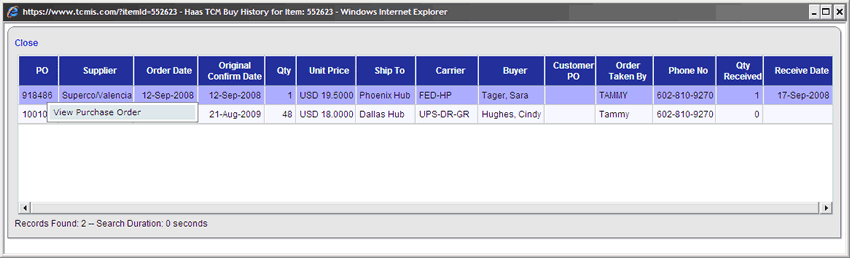 https://www.tcmis.com/?itemId=552623 - Haas TCM Buy History for Item: 552623 - Windows Internet Explorer
Close
PO Supplier Order Date Original Confirm Date Qty Unit Price Ship To Carrier Buyer Customer PO Order Taken By Phone No Qty Received Receive Date
918486 Superco/Valencia 12-Sep-2008 12-Sep-2008 1 USD 19.5000 Phoenix Hub FED-HP Tager, Sara TAMMY 602-810-9270 1 17-Sep-2008
View Purchase Order
10010 21-Aug-2009 48 USD 18.0000 Dallas Hub UPS-DR-GR Hughes, Cindy Tammy 602-810-9270 0
Records Found: 2 -- Search Duration: 0 seconds